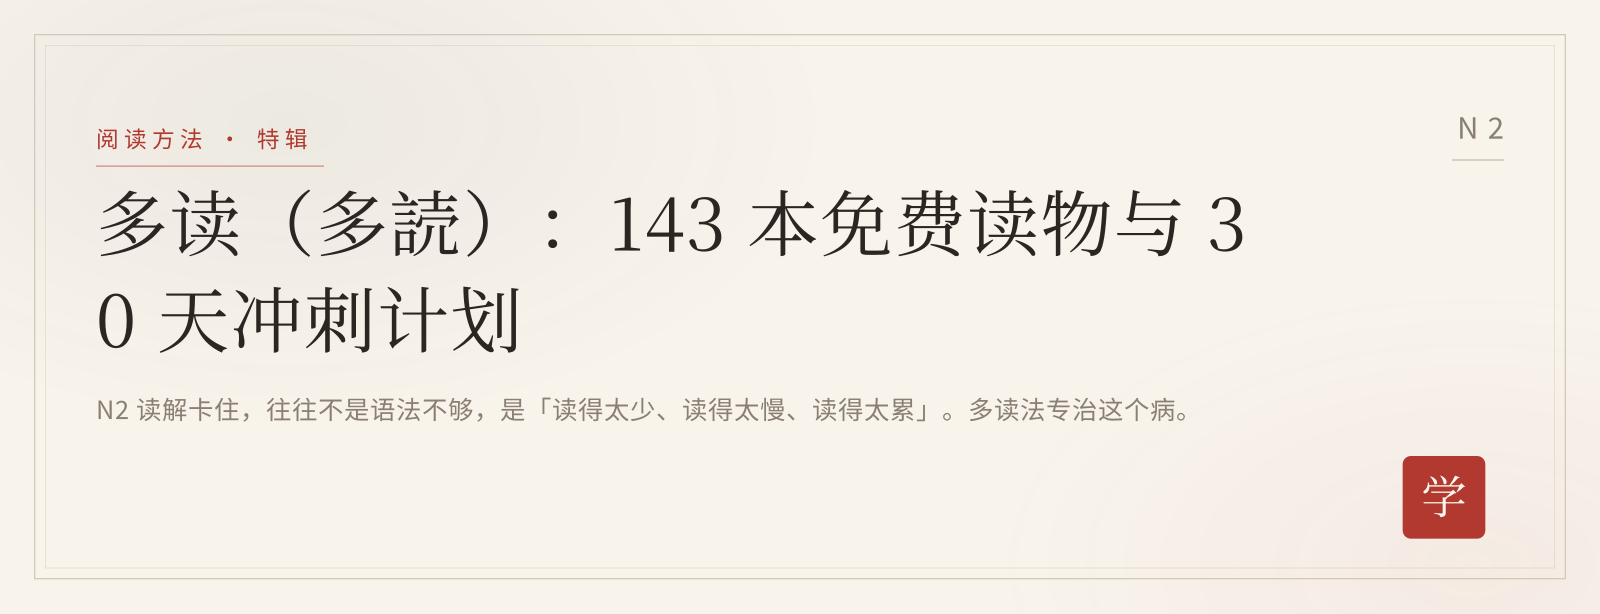 阅读方法 · 特辑
N2
多读（多読）：143 本免费读物与 3
0 天冲刺计划
N2 读解卡住，往往不是语法不够，是「读得太少、读得太慢、读得太累」。多读法专治这个病。
学